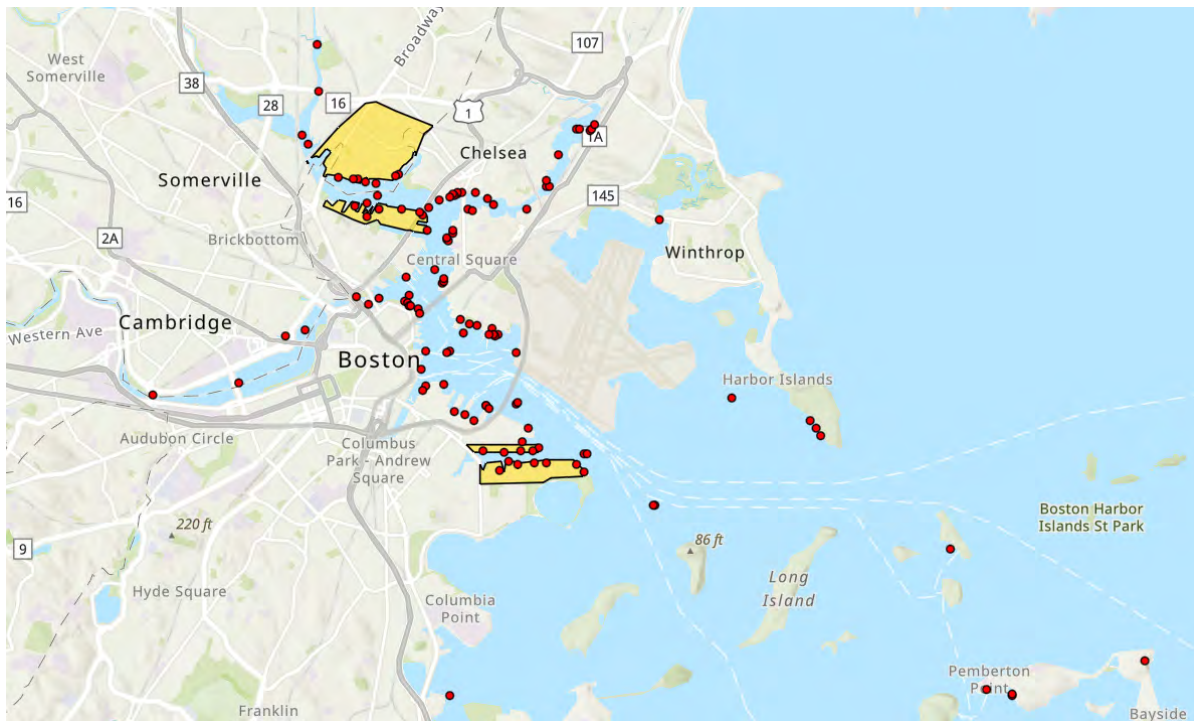 107
Broadway
West
Somerville
38
28
16
1
Chelsea
1A
Somerville
145
16
2A
Brickbottom
Central Square
Winthrop
Cambridge
Western Ave
Boston
Harbor Islands
Audubon Circle
Columbus
Park - Andrew
Square
220 ft
9
86 ft
Boston Harbor
Islands St Park
Hyde Square
Columbia
Point
Long
Island
Pemberton
Point
Franklin
Bayside